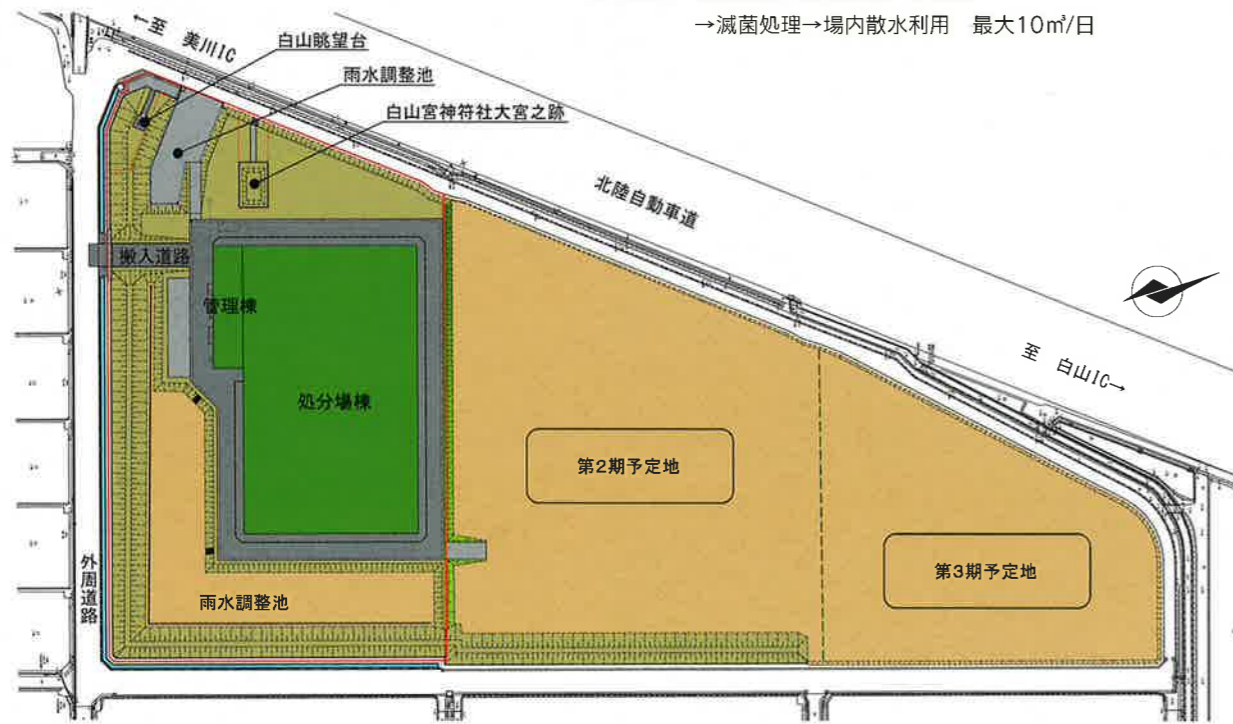 →滅菌処理→場内散水利用　最大10㎥/日
←至 美川IC
白山眺望台
雨水調整池
白山宮神符社大宮之跡
北陸自動車道
搬入道路
管理棟
至 白山IC→
処分場棟
第2期予定地
第3期予定地
外周道路
雨水調整池